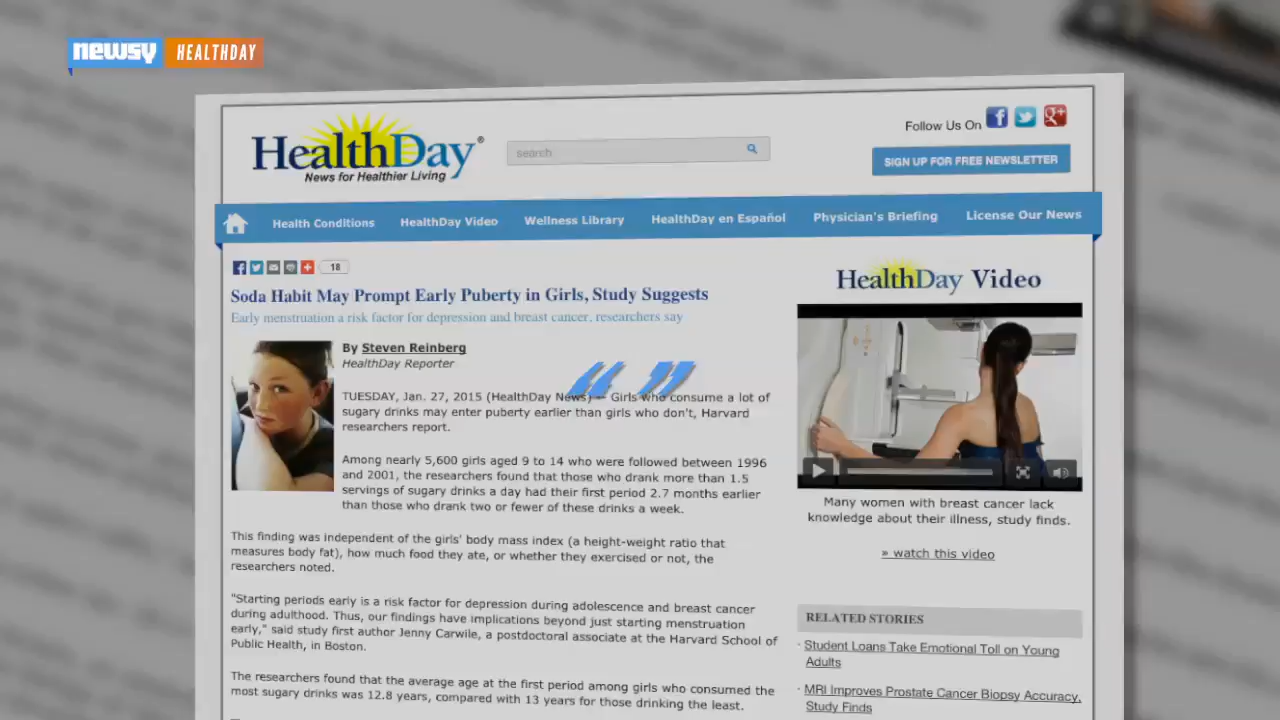 newsy HEALTHDAY
HealthDay®
News for Healthier Living
search
Follow Us On
SIGN UP FOR FREE NEWSLETTER
Health Conditions HealthDay Video Wellness Library HealthDay en Español Physician's Briefing License Our News
18
Soda Habit May Prompt Early Puberty in Girls, Study Suggests
Early menstruation a risk factor for depression and breast cancer, researchers say
By Steven Reinberg
HealthDay Reporter
TUESDAY, Jan. 27, 2015 (HealthDay News) -- Girls who consume a lot of
sugary drinks may enter puberty earlier than girls who don't, Harvard
researchers report.
Among nearly 5,600 girls aged 9 to 14 who were followed between 1996
and 2001, the researchers found that those who drank more than 1.5
servings of sugary drinks a day had their first period 2.7 months earlier
than those who drank two or fewer of these drinks a week.
This finding was independent of the girls' body mass index (a height-weight ratio that
measures body fat), how much food they ate, or whether they exercised or not, the
researchers noted.
"Starting periods early is a risk factor for depression during adolescence and breast cancer
during adulthood. Thus, our findings have implications beyond just starting menstruation
early," said study first author Jenny Carwile, a postdoctoral associate at the Harvard School of
Public Health, in Boston.
The researchers found that the average age at the first period among girls who consumed the
most sugary drinks was 12.8 years, compared with 13 years for those drinking the least.
“ ”
HealthDay Video
Many women with breast cancer lack
knowledge about their illness, study finds.
» watch this video
RELATED STORIES
· Student Loans Take Emotional Toll on Young
Adults
· MRI Improves Prostate Cancer Biopsy Accuracy,
Study Finds